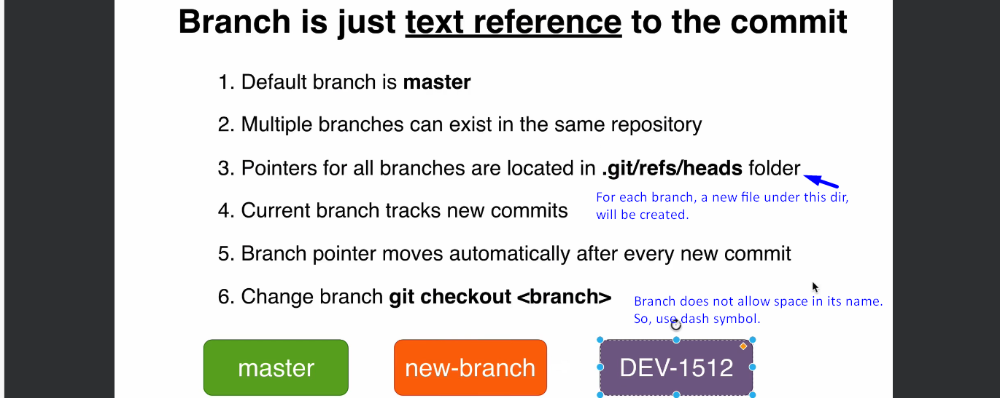 Branch is just text reference to the commit
1. Default branch is master
2. Multiple branches can exist in the same repository
3. Pointers for all branches are located in .git/refs/heads folder
For each branch, a new file under this dir,
will be created.
4. Current branch tracks new commits
5. Branch pointer moves automatically after every new commit
6. Change branch git checkout <branch>
Branch does not allow space in its name.
So, use dash symbol.
master
new-branch
DEV-1512